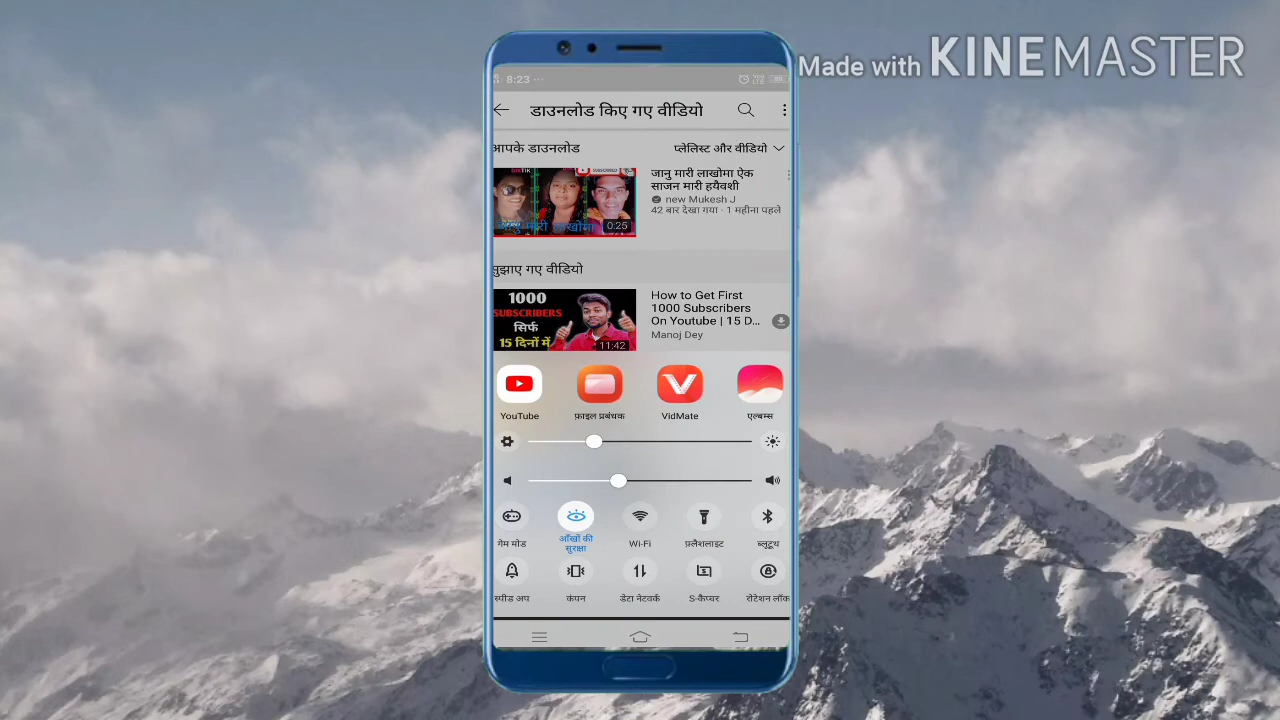 Made with KINEMASTER
8:23 ...
डाउनलोड किए गए वीडियो
आपके डाउनलोड
प्लेलिस्ट और वीडियो
जानु मारी लाखोमा ऐक
साजन मारी हयैवशी
new Mukesh J
42 बार देखा गया · 1 महीना पहले
SUBSCRIBED
मारी लाखोमा
0:25
सुझाए गए वीडियो
1000
SUBSCRIBERS
सिर्फ
15 दिनों में
11:42
How to Get First
1000 Subscribers
On Youtube | 15 D...
Manoj Dey
YouTube
फ़ाइल प्रबंधक
VidMate
एल्बम्स
गेम मोड
आँखों की
सुरक्षा
Wi-Fi
फ़्लैशलाइट
ब्लूटूथ
स्पीड अप
कंपन
डेटा नेटवर्क
S-कैप्चर
रोटेशन लॉक